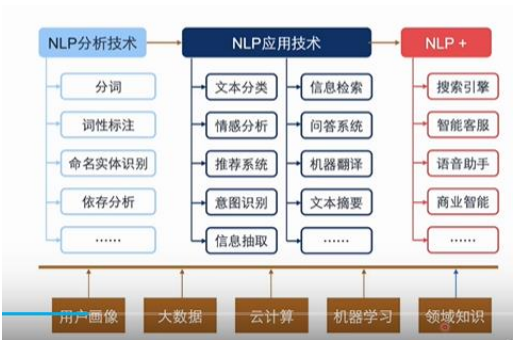 NLP分析技术
NLP应用技术
NLP +
分词
词性标注
命名实体识别
依存分析
……
文本分类
情感分析
推荐系统
意图识别
信息抽取
信息检索
问答系统
机器翻译
文本摘要
……
搜索引擎
智能客服
语音助手
商业智能
……
用户画像
大数据
云计算
机器学习
领域知识